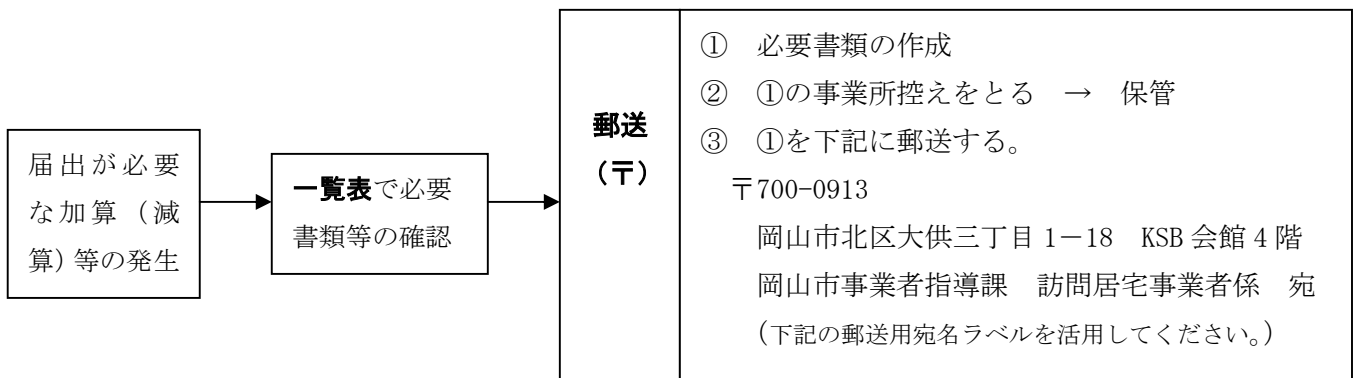 届出が必要
な加算（減
算）等の発生
一覧表で必要
書類等の確認
郵送
（〒）
①　必要書類の作成
②　①の事業所控えをとる　→　保管
③　①を下記に郵送する。
〒700-0913
岡山市北区大供三丁目1－18　KSB会館4階
岡山市事業者指導課　訪問居宅事業者係　宛
（下記の郵送用宛名ラベルを活用してください。）